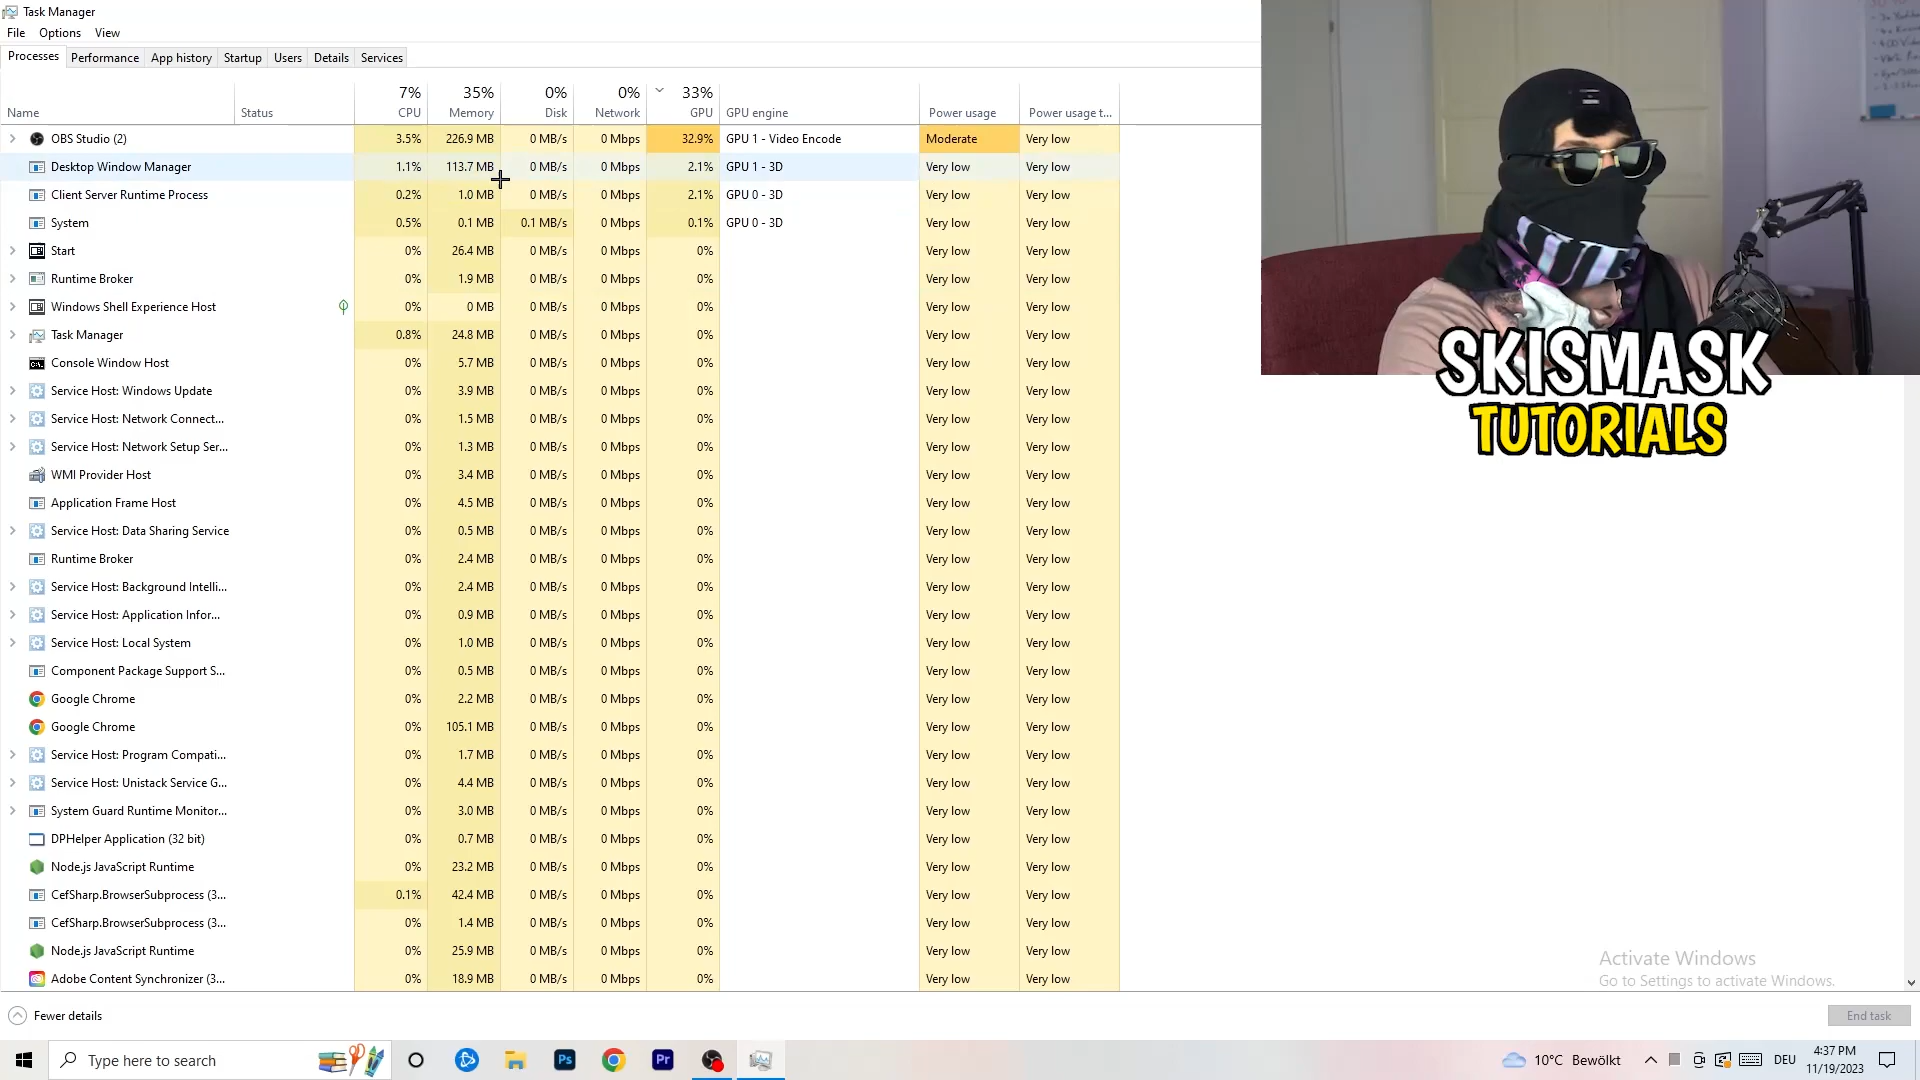 Task Manager
File Options View
Processes Performance App history Startup Users Details Services
7% 35% 0% 0% 33%
Name Status CPU Memory Disk Network GPU GPU engine Power usage Power usage t...
OBS Studio (2) 3.5% 226.9 MB 0 MB/s 0 Mbps 32.9% GPU 1 - Video Encode Moderate Very low
Desktop Window Manager 1.1% 113.7 MB 0 MB/s 0 Mbps 2.1% GPU 1 - 3D Very low Very low
Client Server Runtime Process 0.2% 1.0 MB 0 MB/s 0 Mbps 2.1% GPU 0 - 3D Very low Very low
System 0.5% 0.1 MB 0.1 MB/s 0 Mbps 0.1% GPU 0 - 3D Very low Very low
Start 0% 26.4 MB 0 MB/s 0 Mbps 0% Very low Very low
Runtime Broker 0% 1.9 MB 0 MB/s 0 Mbps 0% Very low Very low
Windows Shell Experience Host 0% 0 MB 0 MB/s 0 Mbps 0% Very low Very low
Task Manager 0.8% 24.8 MB 0 MB/s 0 Mbps 0% Very low Very low
Console Window Host 0% 5.7 MB 0 MB/s 0 Mbps 0% Very low Very low
Service Host: Windows Update 0% 3.9 MB 0 MB/s 0 Mbps 0% Very low Very low
Service Host: Network Connect... 0% 1.5 MB 0 MB/s 0 Mbps 0% Very low Very low
Service Host: Network Setup Ser... 0% 1.3 MB 0 MB/s 0 Mbps 0% Very low Very low
WMI Provider Host 0% 3.4 MB 0 MB/s 0 Mbps 0% Very low Very low
Application Frame Host 0% 4.5 MB 0 MB/s 0 Mbps 0% Very low Very low
Service Host: Data Sharing Service 0% 0.5 MB 0 MB/s 0 Mbps 0% Very low Very low
Runtime Broker 0% 2.4 MB 0 MB/s 0 Mbps 0% Very low Very low
Service Host: Background Intelli... 0% 2.4 MB 0 MB/s 0 Mbps 0% Very low Very low
Service Host: Application Infor... 0% 0.9 MB 0 MB/s 0 Mbps 0% Very low Very low
Service Host: Local System 0% 1.0 MB 0 MB/s 0 Mbps 0% Very low Very low
Component Package Support S... 0% 0.5 MB 0 MB/s 0 Mbps 0% Very low Very low
Google Chrome 0% 2.2 MB 0 MB/s 0 Mbps 0% Very low Very low
Google Chrome 0% 105.1 MB 0 MB/s 0 Mbps 0% Very low Very low
Service Host: Program Compati... 0% 1.7 MB 0 MB/s 0 Mbps 0% Very low Very low
Service Host: Unistack Service G... 0% 4.4 MB 0 MB/s 0 Mbps 0% Very low Very low
System Guard Runtime Monitor... 0% 3.0 MB 0 MB/s 0 Mbps 0% Very low Very low
DPHelper Application (32 bit) 0% 0.7 MB 0 MB/s 0 Mbps 0% Very low Very low
Node.js JavaScript Runtime 0% 23.2 MB 0 MB/s 0 Mbps 0% Very low Very low
CefSharp.BrowserSubprocess (3... 0.1% 42.4 MB 0 MB/s 0 Mbps 0% Very low Very low
CefSharp.BrowserSubprocess (3... 0% 1.4 MB 0 MB/s 0 Mbps 0% Very low Very low
Node.js JavaScript Runtime 0% 25.9 MB 0 MB/s 0 Mbps 0% Very low Very low
Adobe Content Synchronizer (3... 0% 18.9 MB 0 MB/s 0 Mbps 0% Very low Very low
SKISMASK
TUTORIALS
Activate Windows
Go to Settings to activate Windows.
Fewer details End task
Type here to search Ps Pr 10°C Bewölkt DEU 4:37 PM
11/19/2023